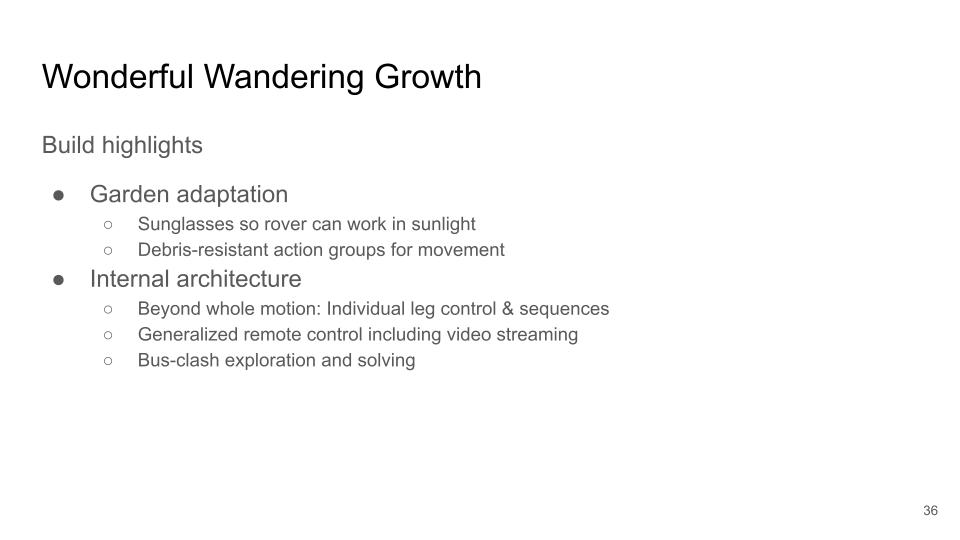 Wonderful Wandering Growth
Build highlights
● Garden adaptation
○ Sunglasses so rover can work in sunlight
○ Debris-resistant action groups for movement
● Internal architecture
○ Beyond whole motion: Individual leg control & sequences
○ Generalized remote control including video streaming
○ Bus-clash exploration and solving
36